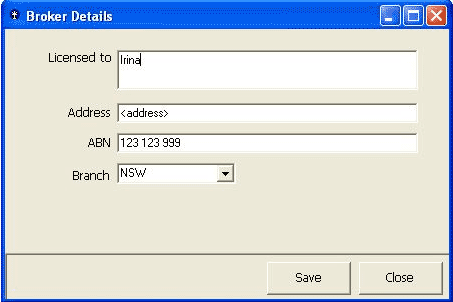 Broker Details
Licensed to Irina
Address <address>
ABN 123 123 999
Branch NSW
Save Close